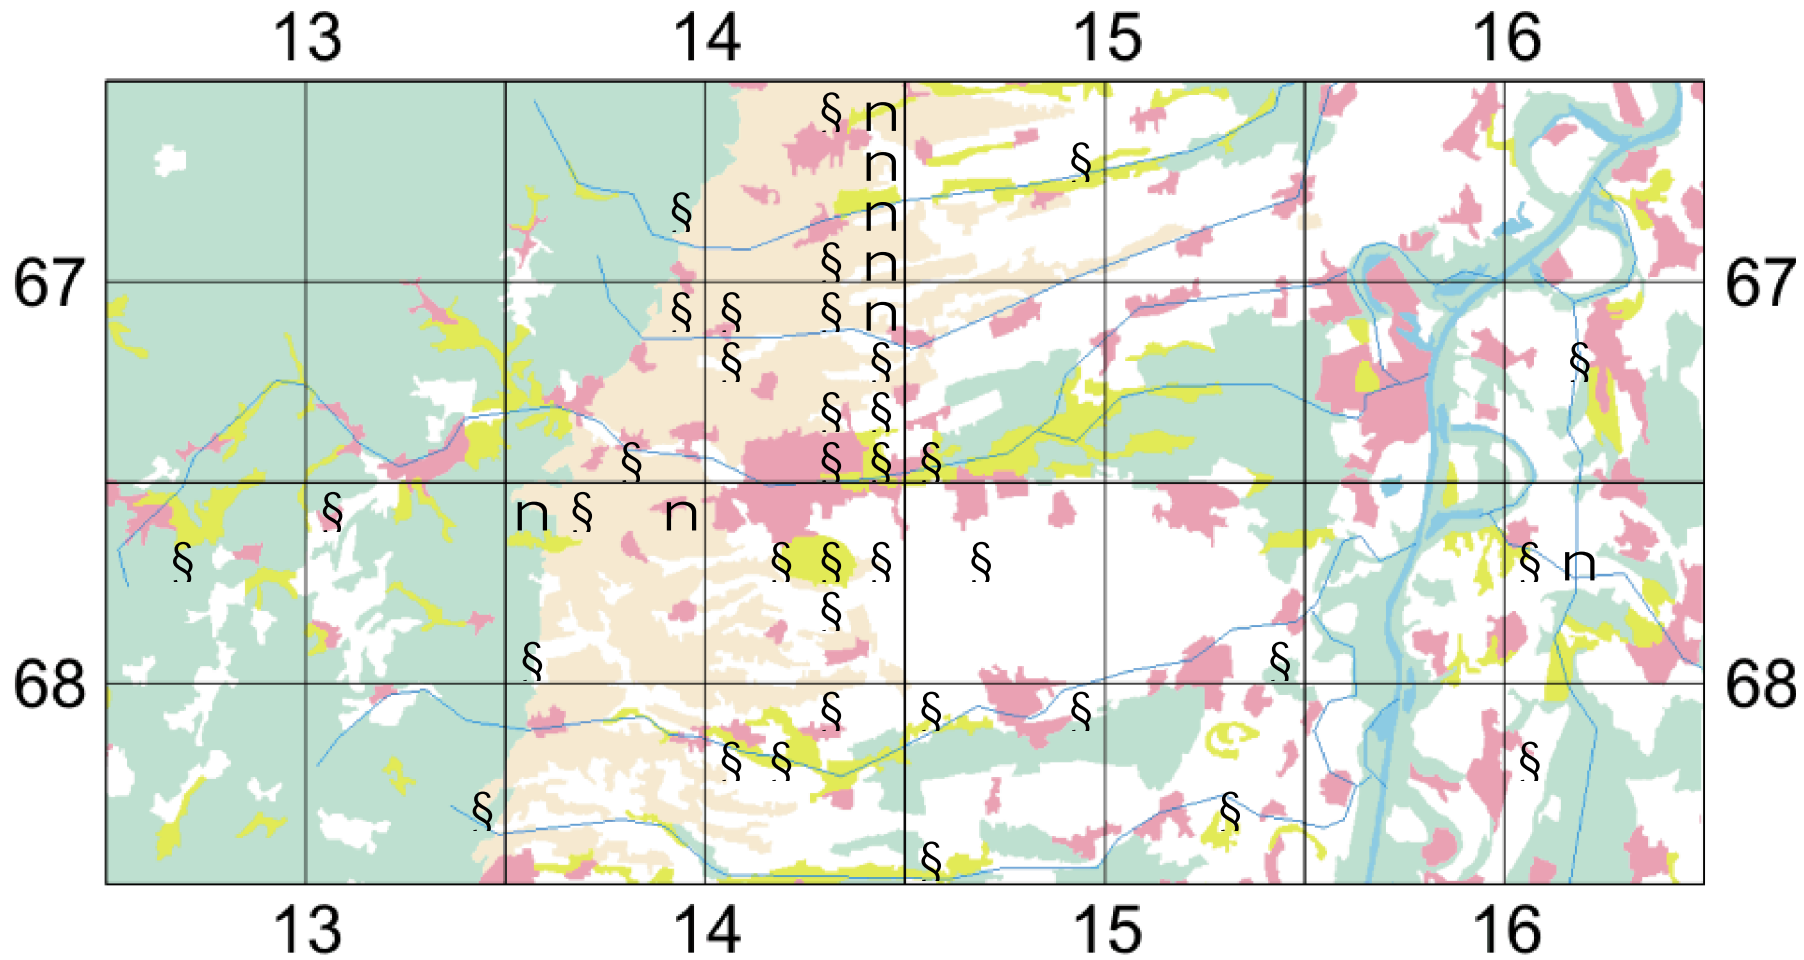 13 14 15 16
§ n
n §
§ n
§ n
67 67
§ § § n
§ § §
§ §
§ § § §
§ n § n
§ § § § § § n
§
§ §
68 68
§ § §
§ § §
§ §
§
13 14 15 16